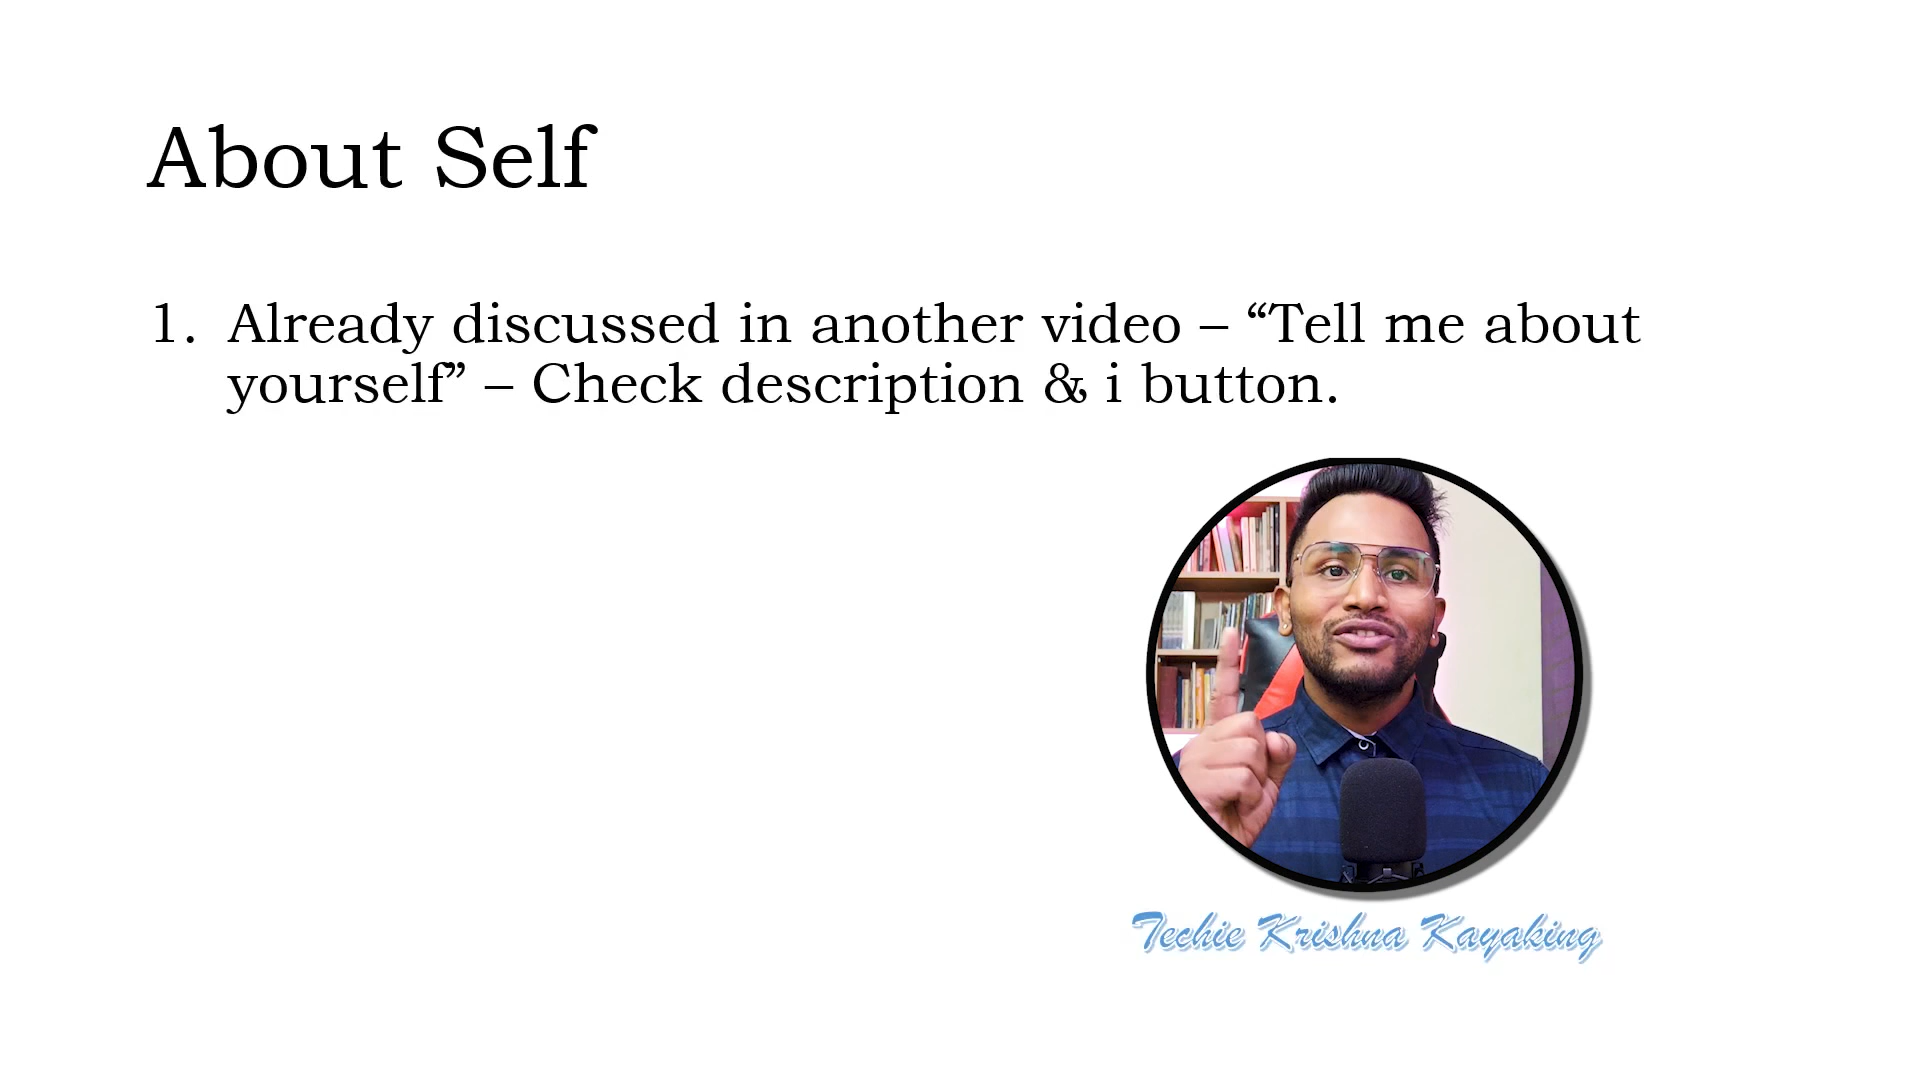 About Self
1. Already discussed in another video – “Tell me about
yourself” – Check description & i button.
Techie Krishna Kayaking